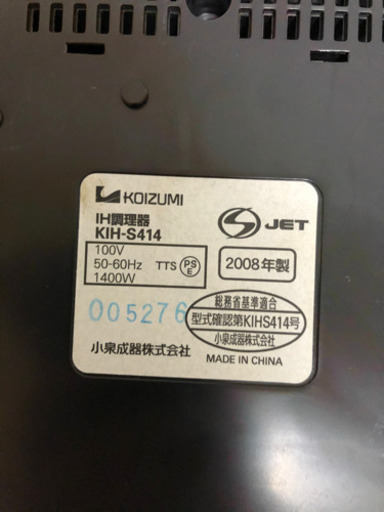 KOIZUMI
S JET
IH調理器
KIH-S414
100V
50-60Hz TTS PSE
1400W
2008年製
005276
総務省基準適合
型式確認第KIHS414号
小泉成器株式会社
小泉成器株式会社
MADE IN CHINA